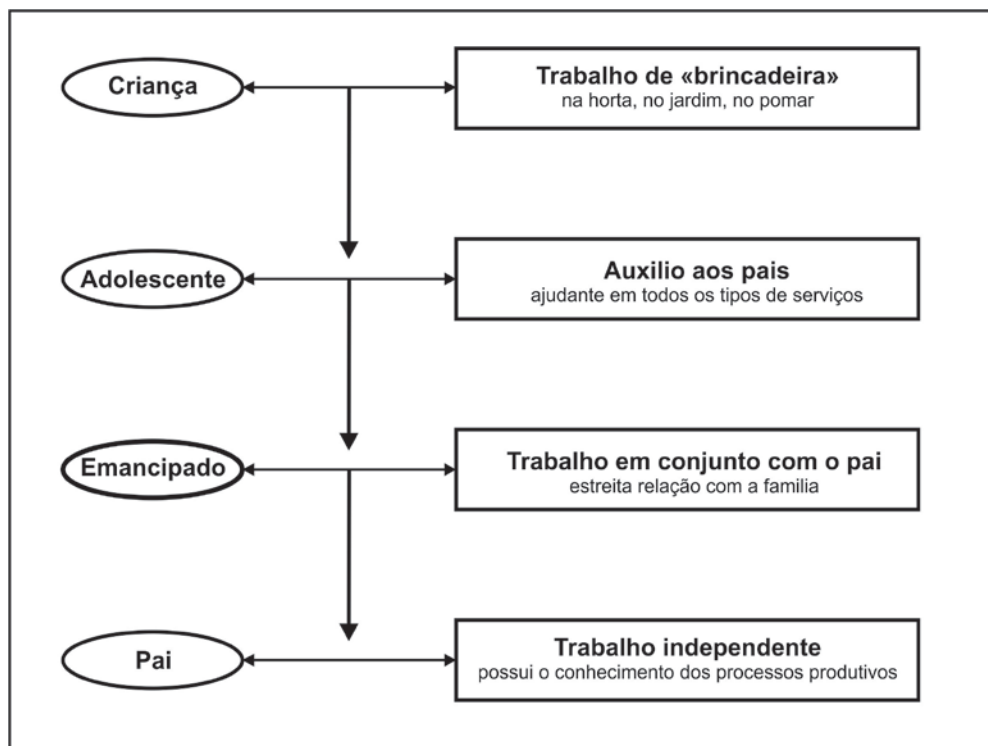 Criança
Trabalho de «brincadeira»
na horta, no jardim, no pomar
Adolescente
Auxilio aos pais
ajudante em todos os tipos de serviços
Emancipado
Trabalho em conjunto com o pai
estreita relação com a familia
Pai
Trabalho independente
possui o conhecimento dos processos produtivos